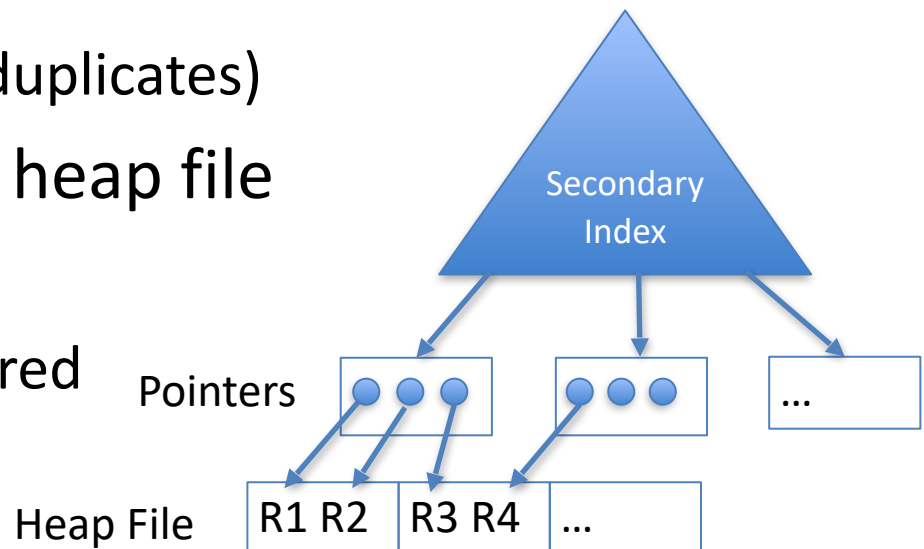 duplicates)
heap file
red
Secondary
Index
Pointers
...
Heap File
R1 R2
R3 R4
...